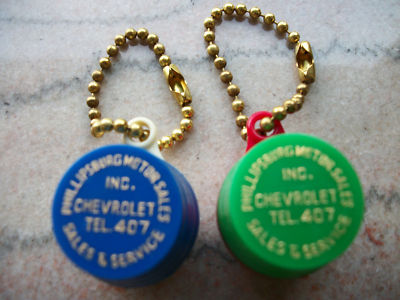 PHILLIPSBURG MOTOR SALES
INC.
CHEVROLET
TEL. 407
SALES & SERVICE
PHILLIPSBURG MOTOR SALES
INC.
CHEVROLET
TEL. 407
SALES & SERVICE